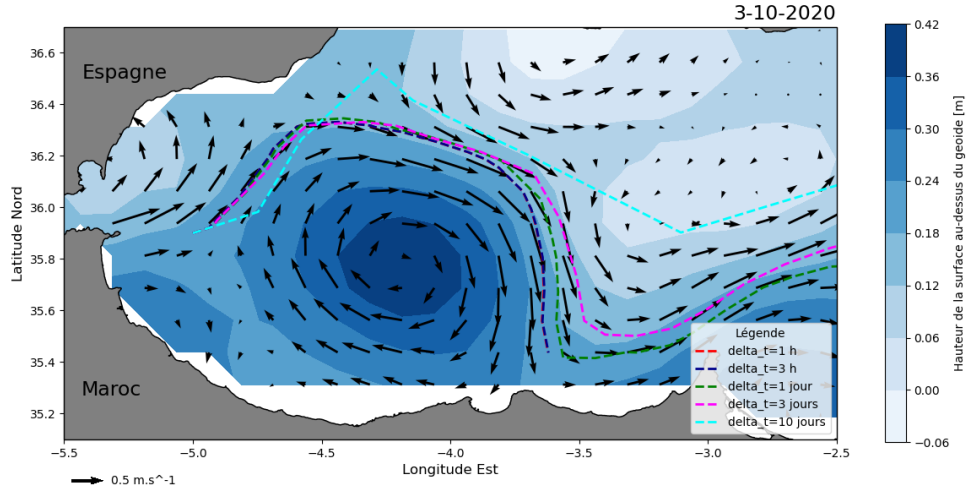 3-10-2020
Espagne
Maroc
Latitude Nord
36.6
36.4
36.2
36.0
35.8
35.6
35.4
35.2
−5.5
−5.0
−4.5
−4.0
−3.5
−3.0
−2.5
Longitude Est
0.5 m.s^-1
Légende
delta_t=1 h
delta_t=3 h
delta_t=1 jour
delta_t=3 jours
delta_t=10 jours
0.42
0.36
0.30
0.24
0.18
0.12
0.06
0.00
−0.06
Hauteur de la surface au-dessus du geoide [m]